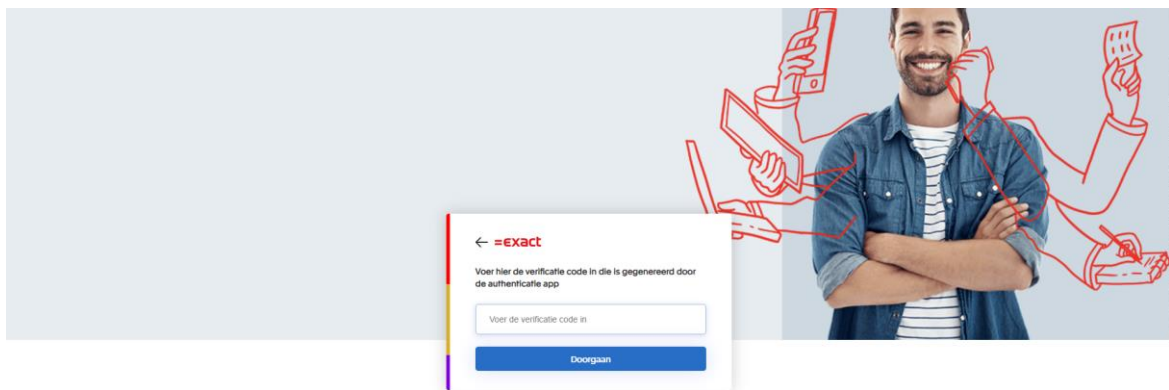 ← =exact
Voer hier de verificatie code in die is gegenereerd door
de authenticatie app
Voer de verificatie code in
Doorgaan